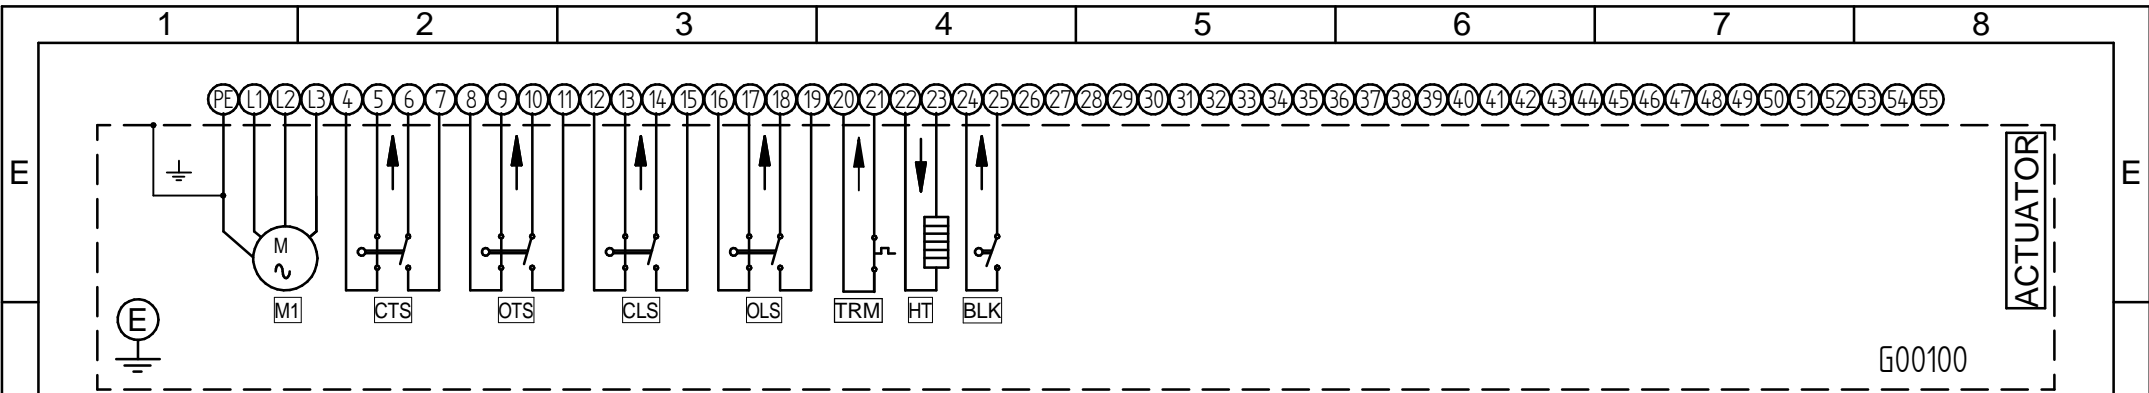 1 2 3 4 5 6 7 8
PE L1 L2 L3 4 5 6 7 8 9 10 11 12 13 14 15 16 17 18 19 20 21 22 23 24 25 26 27 28 29 30 31 32 33 34 35 36 37 38 39 40 41 42 43 44 45 46 47 48 49 50 51 52 53 54 55
E E
ACTUATOR
M
M1 CTS OTS CLS OLS TRM HT BLK
E
G00100